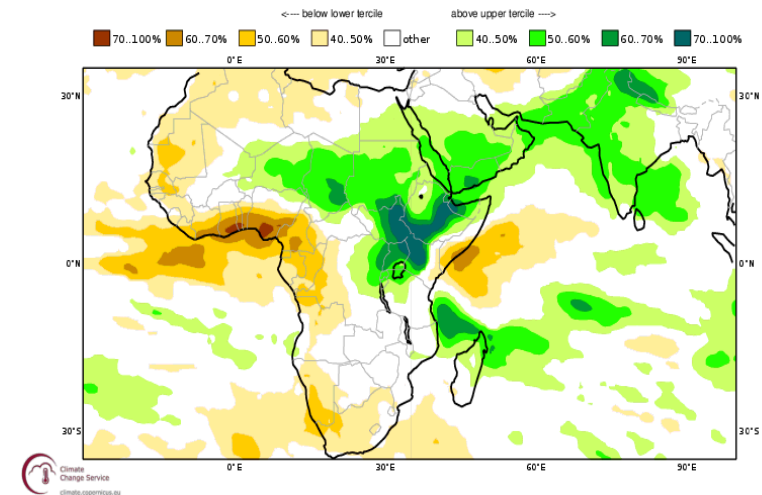 <---- below lower tercile above upper tercile ---->
70..100% 60..70% 50..60% 40..50% other 40..50% 50..60% 60..70% 70..100%
0°E 30°E 60°E 90°E
30°N 30°N
0°N 0°N
30°S 30°S
0°E 30°E 60°E 90°E
Climate
Change Service
climate.copernicus.eu